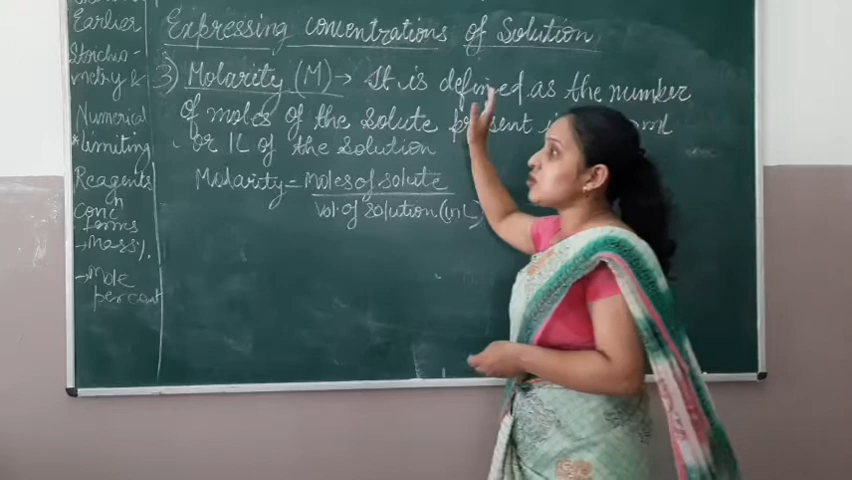 Earlier
Stoichio-
metry &
Numerical
*limiting
Reagents
Conc
terms
→Mass%.
→Mole
percent
Expressing concentrations of Solution
3) Molarity (M) → It is defined as the number
of moles of the solute present in
or 1L of the solution
Molarity = moles of solute
Vol. of solution (in L)